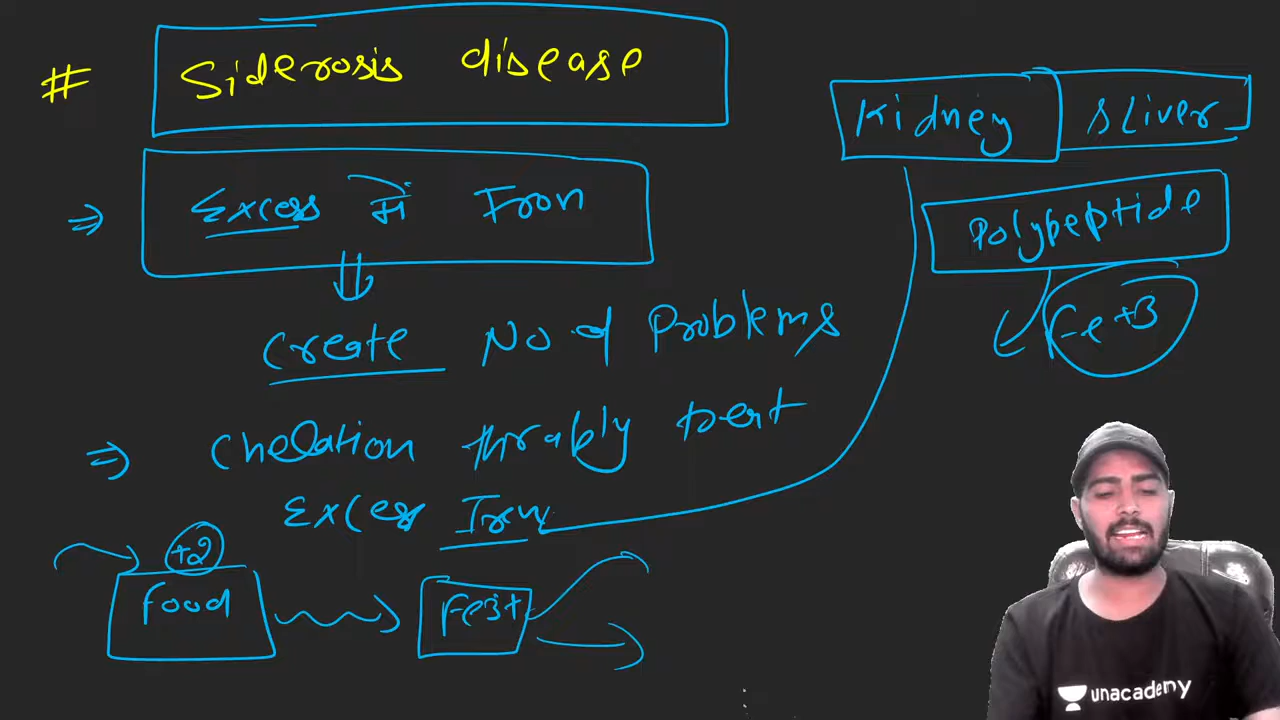 # Siderosis disease
⇒ Excess में Iron
Create No of Problems
⇒ Chelation thrably treat
Excess Iron
+2
food
Fe3+
Kidney
&Liver
Polypeptide
Fe+3
unacademy